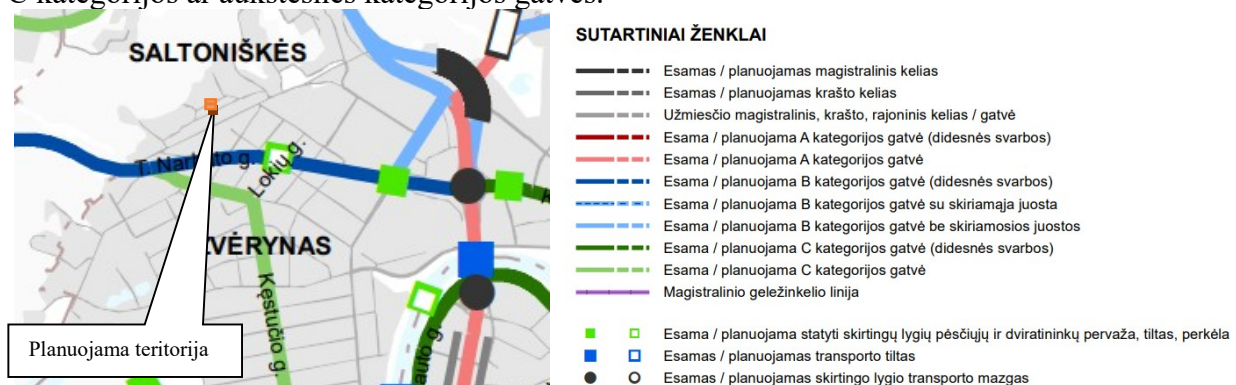 C kategorijos ar aukštesnės kategorijos gatvės.
SALTONIŠKĖS
T. Narbuto g.
Lokių g.
ŽVĖRYNAS
Kęstučio g.
auto g.
Planuojama teritorija
SUTARTINIAI ŽENKLAI
Esamas / planuojamas magistralinis kelias
Esamas / planuojamas krašto kelias
Užmiesčio magistralinis, krašto, rajoninis kelias / gatvė
Esama / planuojama A kategorijos gatvė (didesnės svarbos)
Esama / planuojama A kategorijos gatvė
Esama / planuojama B kategorijos gatvė (didesnės svarbos)
Esama / planuojama B kategorijos gatvė su skiriamąja juosta
Esama / planuojama B kategorijos gatvė be skiriamosios juostos
Esama / planuojama C kategorijos gatvė (didesnės svarbos)
Esama / planuojama C kategorijos gatvė
Magistralinio geležinkelio linija
Esama / planuojama statyti skirtingų lygių pėsčiųjų ir dviratininkų pervaža, tiltas, perkėla
Esamas / planuojamas transporto tiltas
Esamas / planuojamas skirtingo lygio transporto mazgas